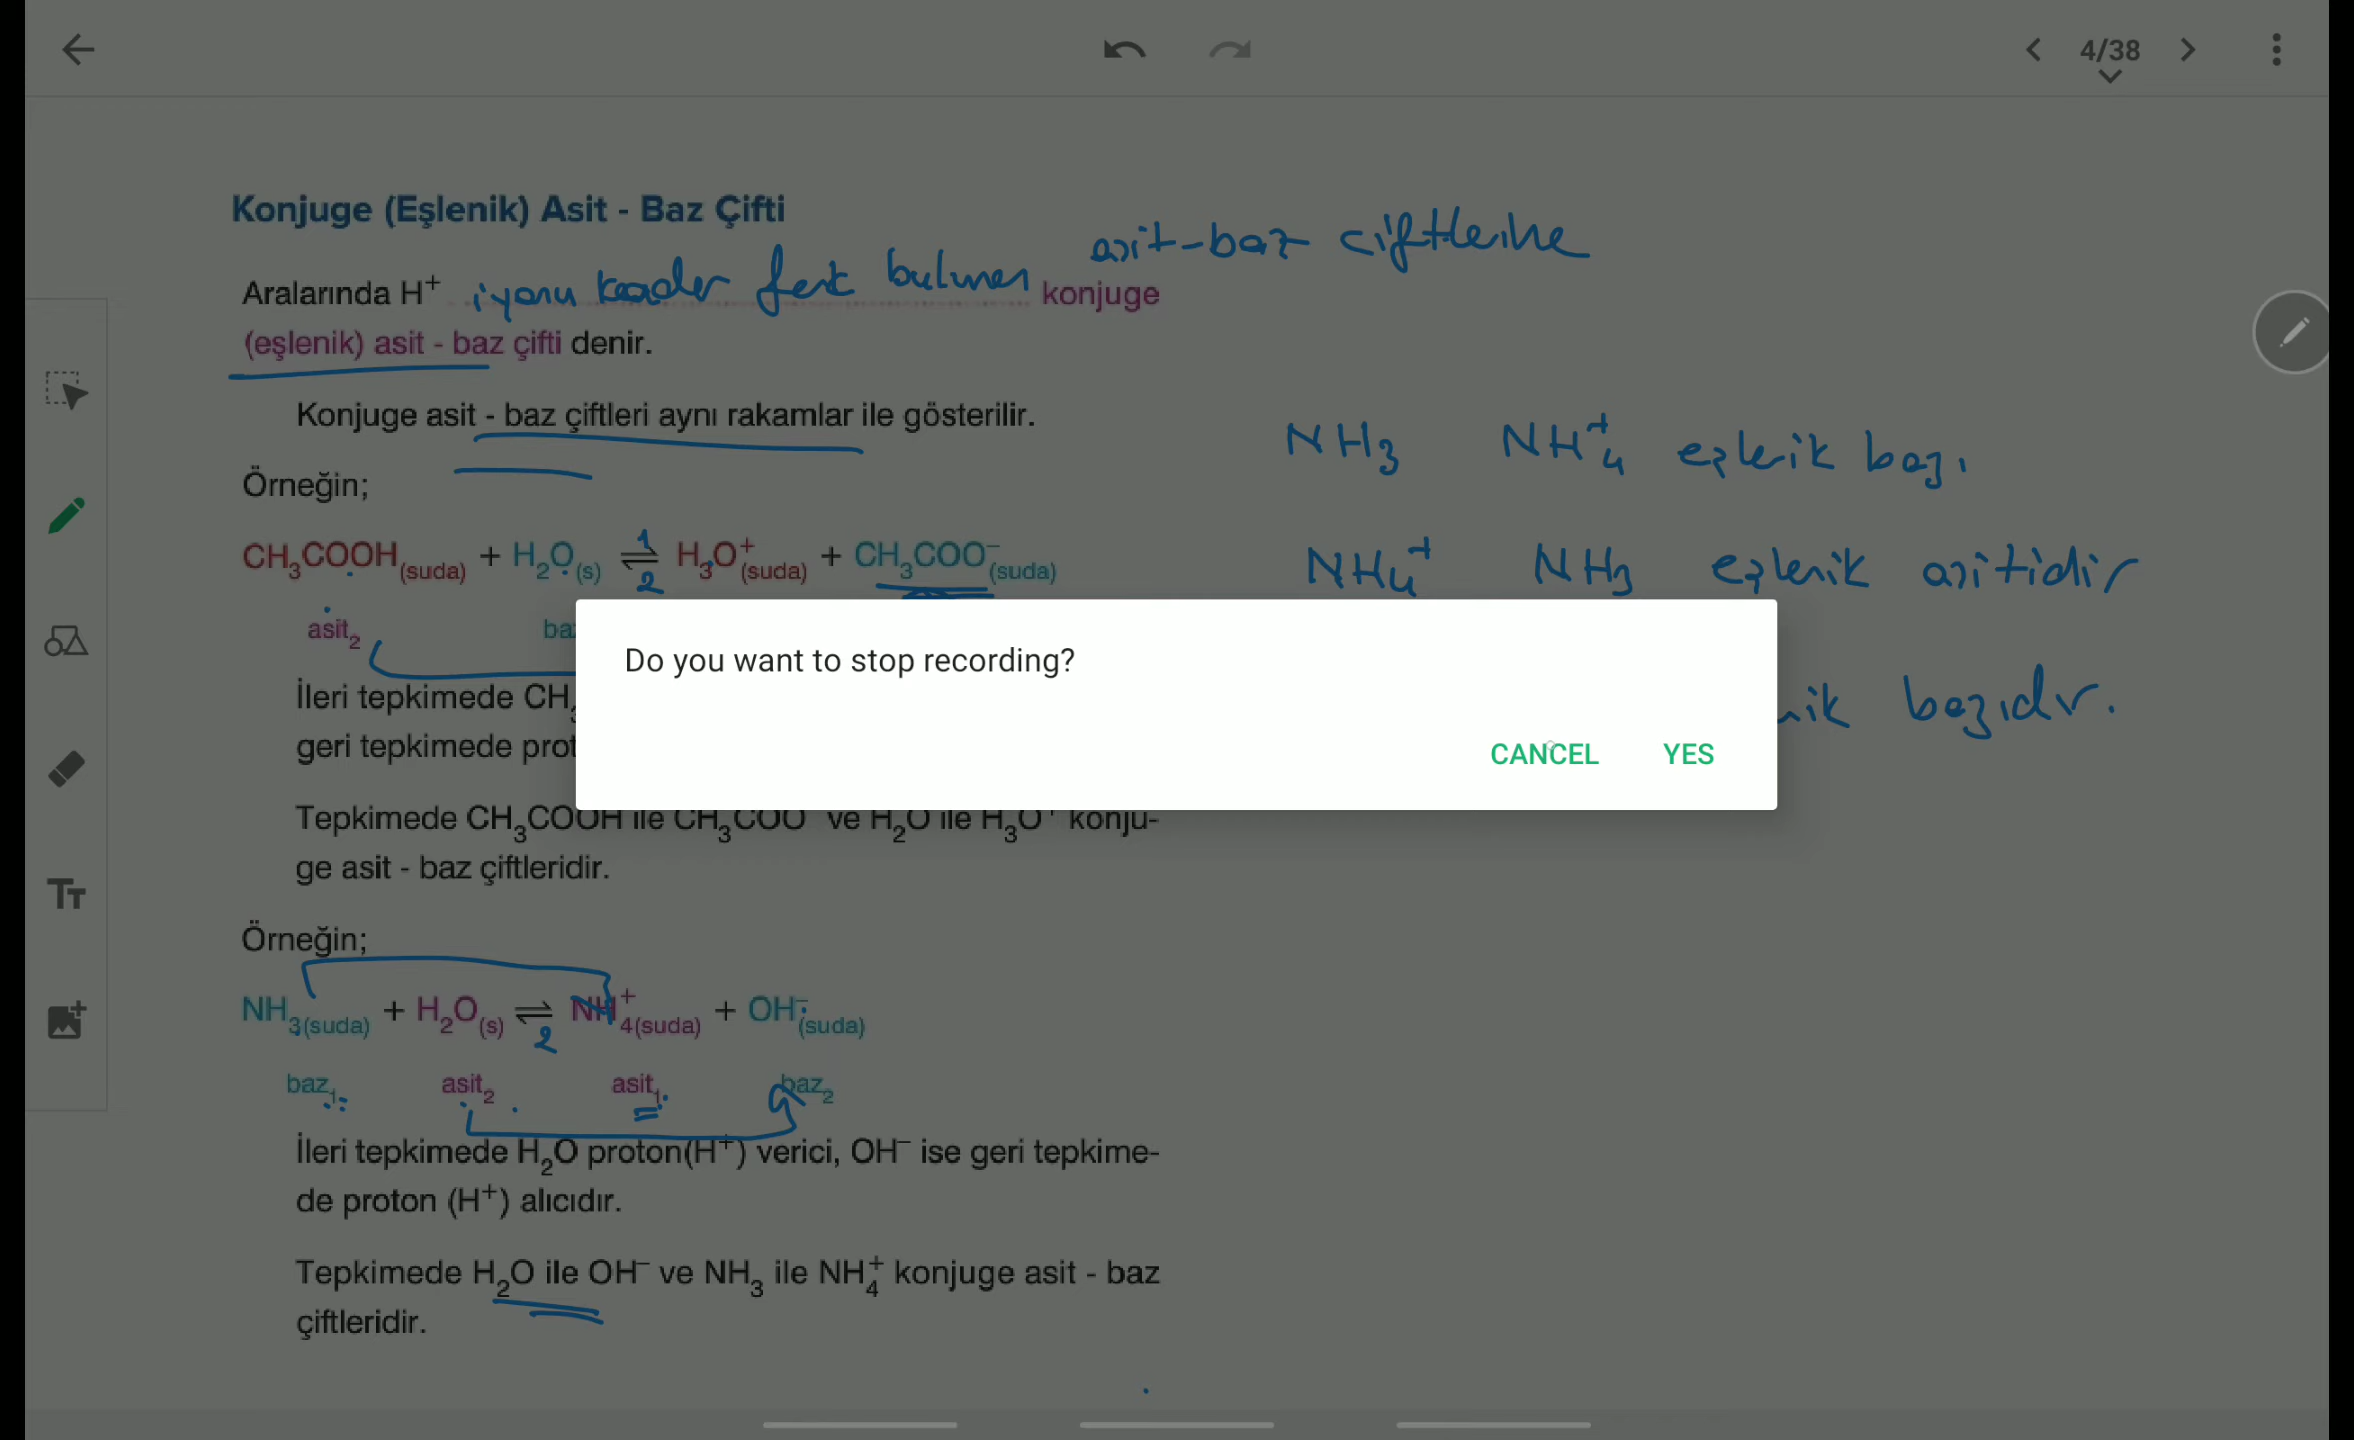 4/38
Konjuge (Eşlenik) Asit - Baz Çifti
asit-baz çiftlerine
Aralarında H⁺ iyonu kadar fark bulunan konjuge
(eşlenik) asit - baz çifti denir.
Konjuge asit - baz çiftleri aynı rakamlar ile gösterilir.
NH₃ NH₄⁺ eşlenik bazı
Örneğin;
CH₃COOH(suda) + H₂O(s) 1 ⇌ 2 H₃O⁺(suda) + CH₃COO⁻(suda)
NH₄⁺ NH₃ eşlenik asitidir
asit₂
Do you want to stop recording?
İleri tepkimede CH₃
bazıdır.
geri tepkimede
CANCEL YES
Tepkimede CH₃COOH ile CH₃COO⁻ ve H₂O ile H₃O⁺ konju-
ge asit - baz çiftleridir.
Örneğin;
NH₃(suda) + H₂O(s) ⇌ 2 NH₄⁺(suda) + OH⁻(suda)
baz₁ asit₂ asit₁ baz₂
İleri tepkimede H₂O proton(H⁺) verici, OH⁻ ise geri tepkime-
de proton (H⁺) alıcıdır.
Tepkimede H₂O ile OH⁻ ve NH₃ ile NH₄⁺ konjuge asit - baz
çiftleridir.
Tт